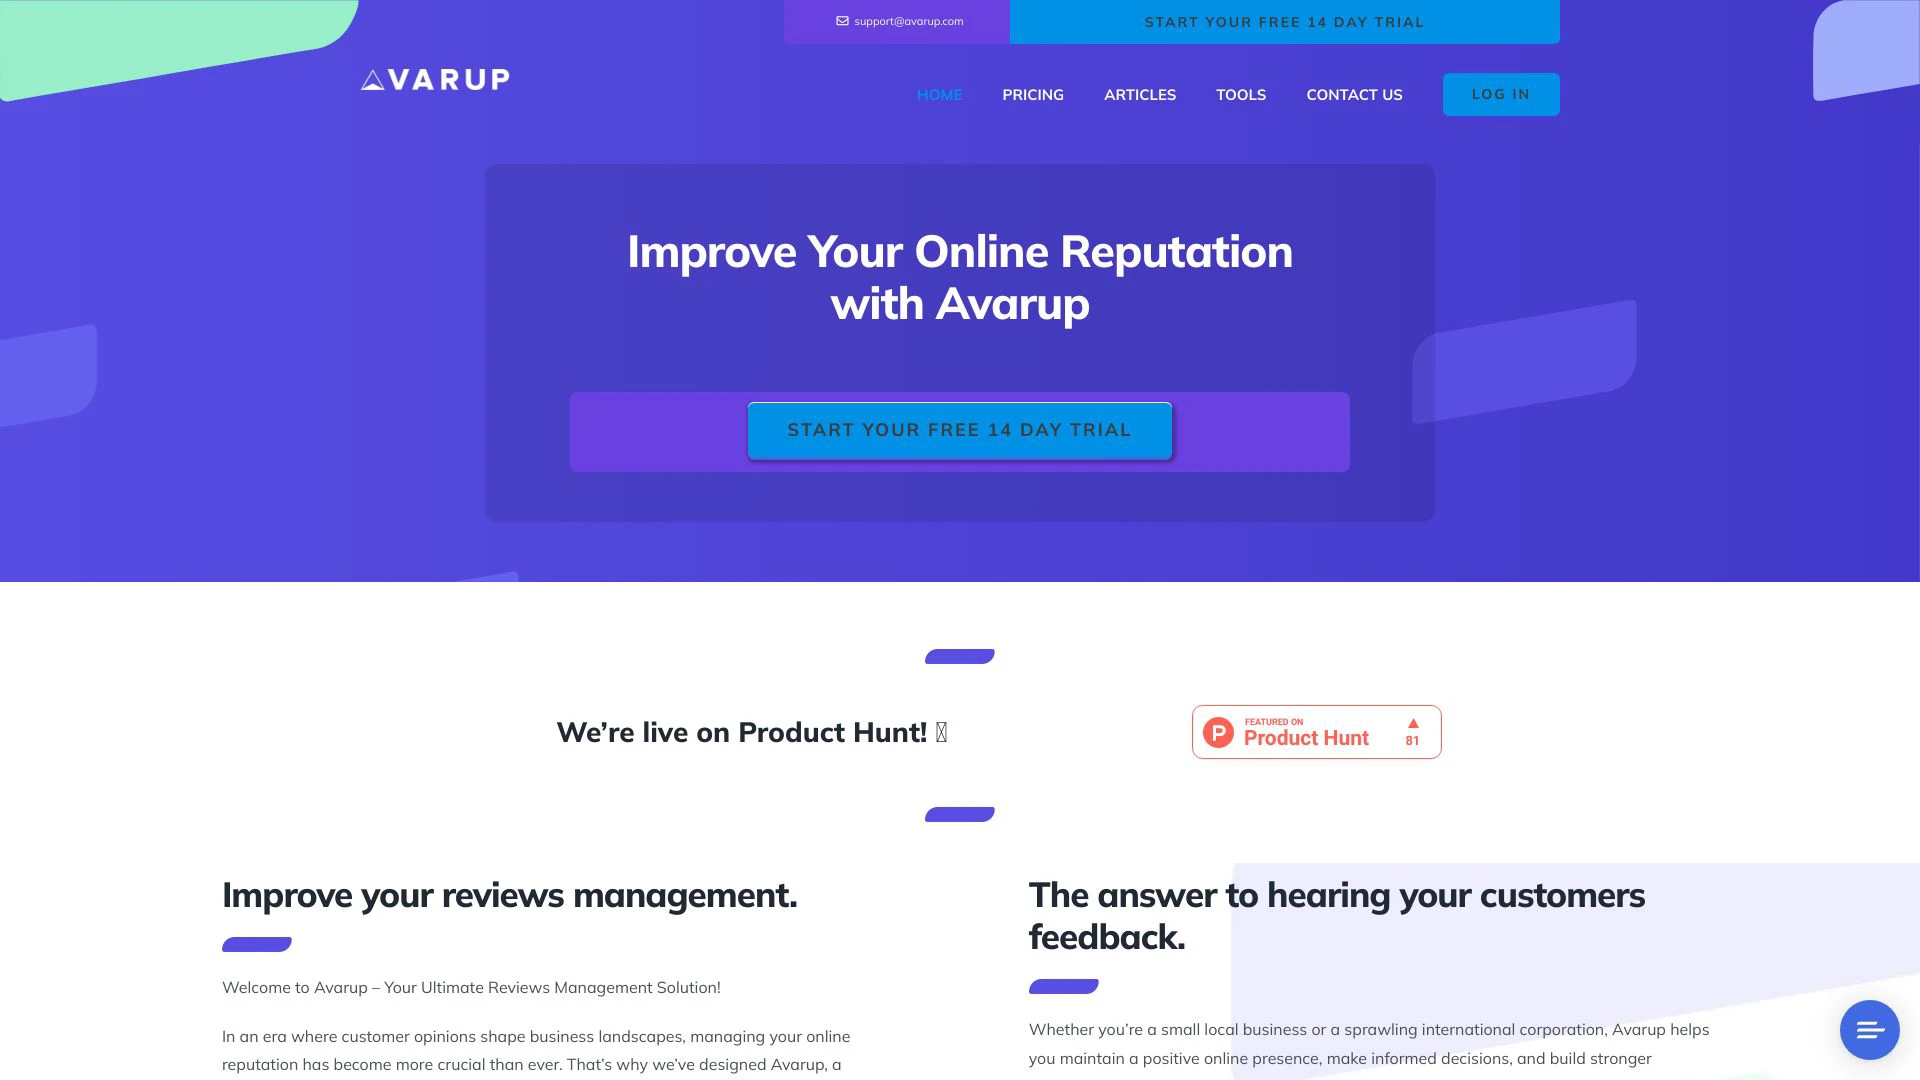 support@avarup.com
START YOUR FREE 14 DAY TRIAL
AVARUP
HOME
PRICING
ARTICLES
TOOLS
CONTACT US
LOG IN
Improve Your Online Reputation
with Avarup
START YOUR FREE 14 DAY TRIAL
We’re live on Product Hunt!
FEATURED ON
Product Hunt
81
Improve your reviews management.
Welcome to Avarup – Your Ultimate Reviews Management Solution!
In an era where customer opinions shape business landscapes, managing your online
reputation has become more crucial than ever. That’s why we’ve designed Avarup, a
The answer to hearing your customers
feedback.
Whether you’re a small local business or a sprawling international corporation, Avarup helps
you maintain a positive online presence, make informed decisions, and build stronger